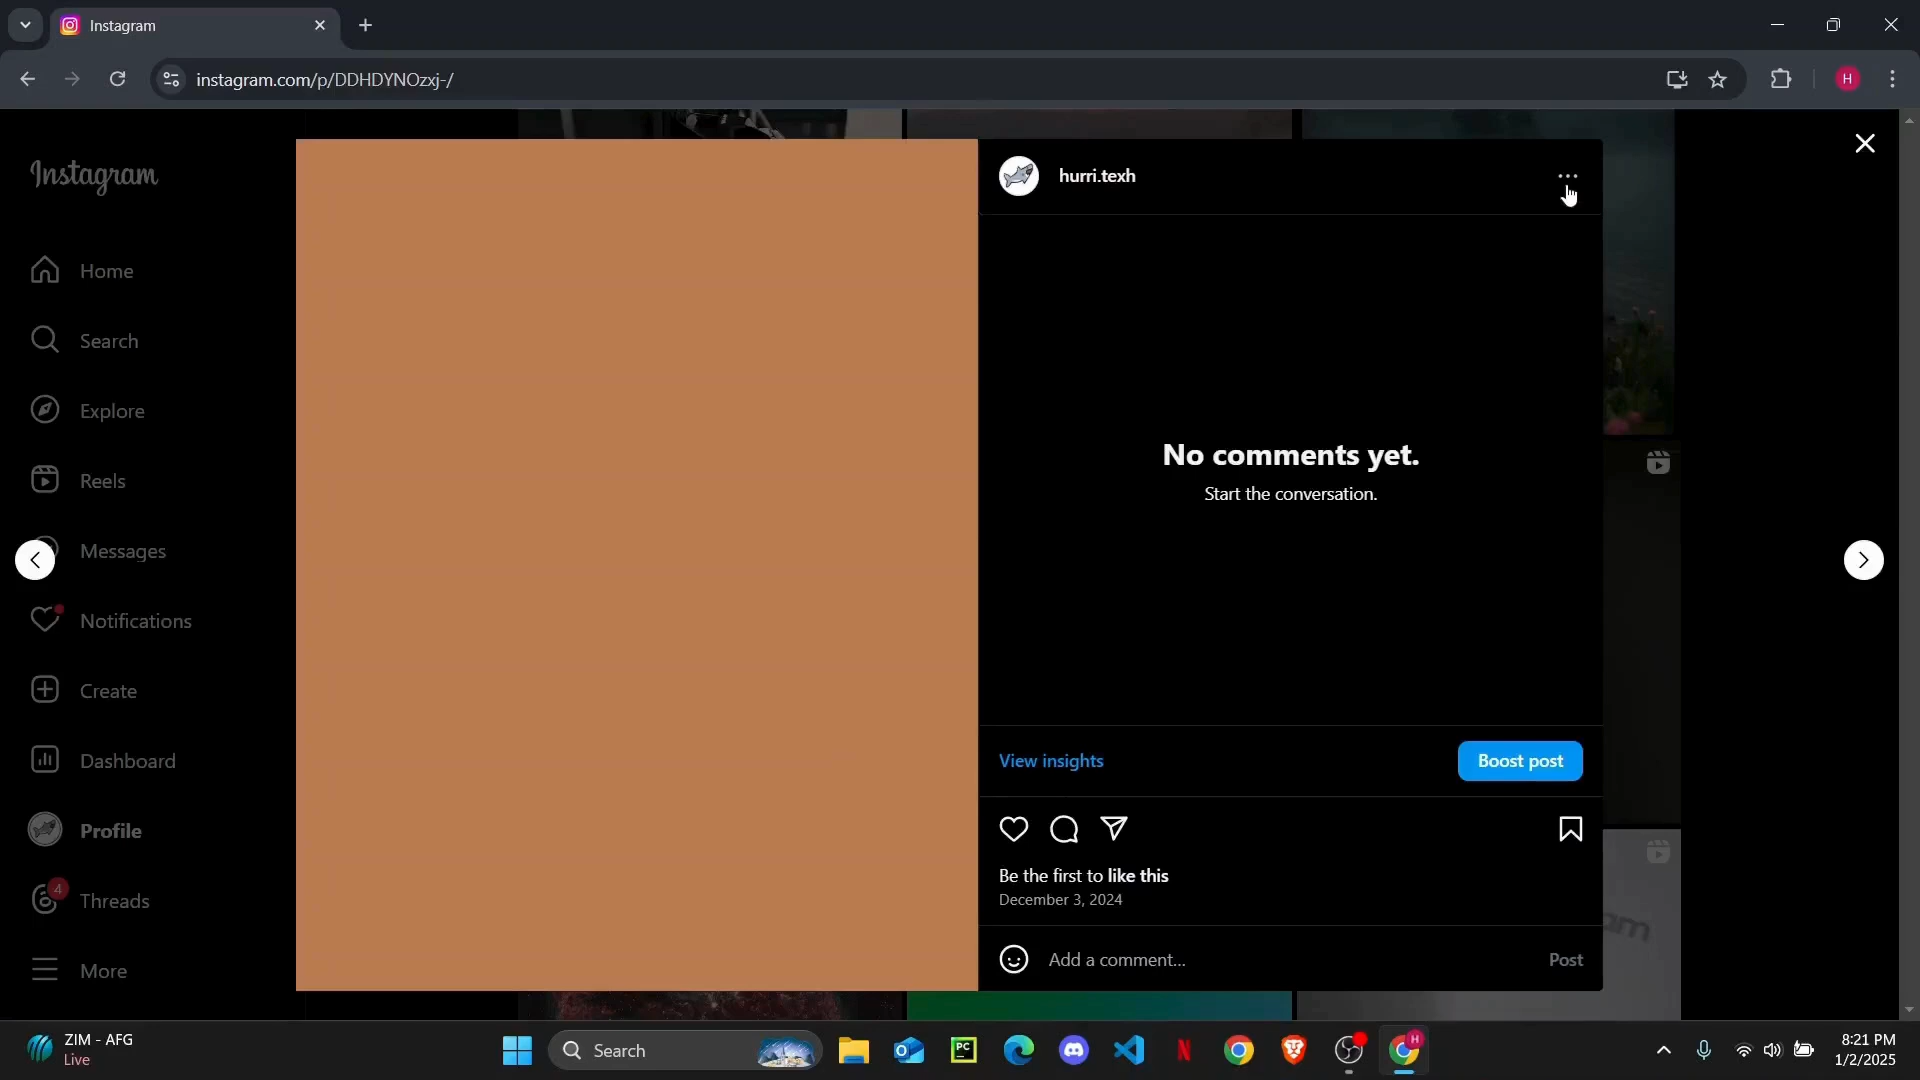 Instagram
instagram.com/p/DDHDYNOzxj-/
H
Instagram
Home
Search
Explore
Reels
Messages
Notifications
Create
Dashboard
Profile
4
Threads
More
hurri.texh
No comments yet.
Start the conversation.
View insights
Boost post
Be the first to like this
December 3, 2024
Add a comment...
Post
am
ZIM - AFG
Live
Search
PC
N
H
8:21 PM
1/2/2025